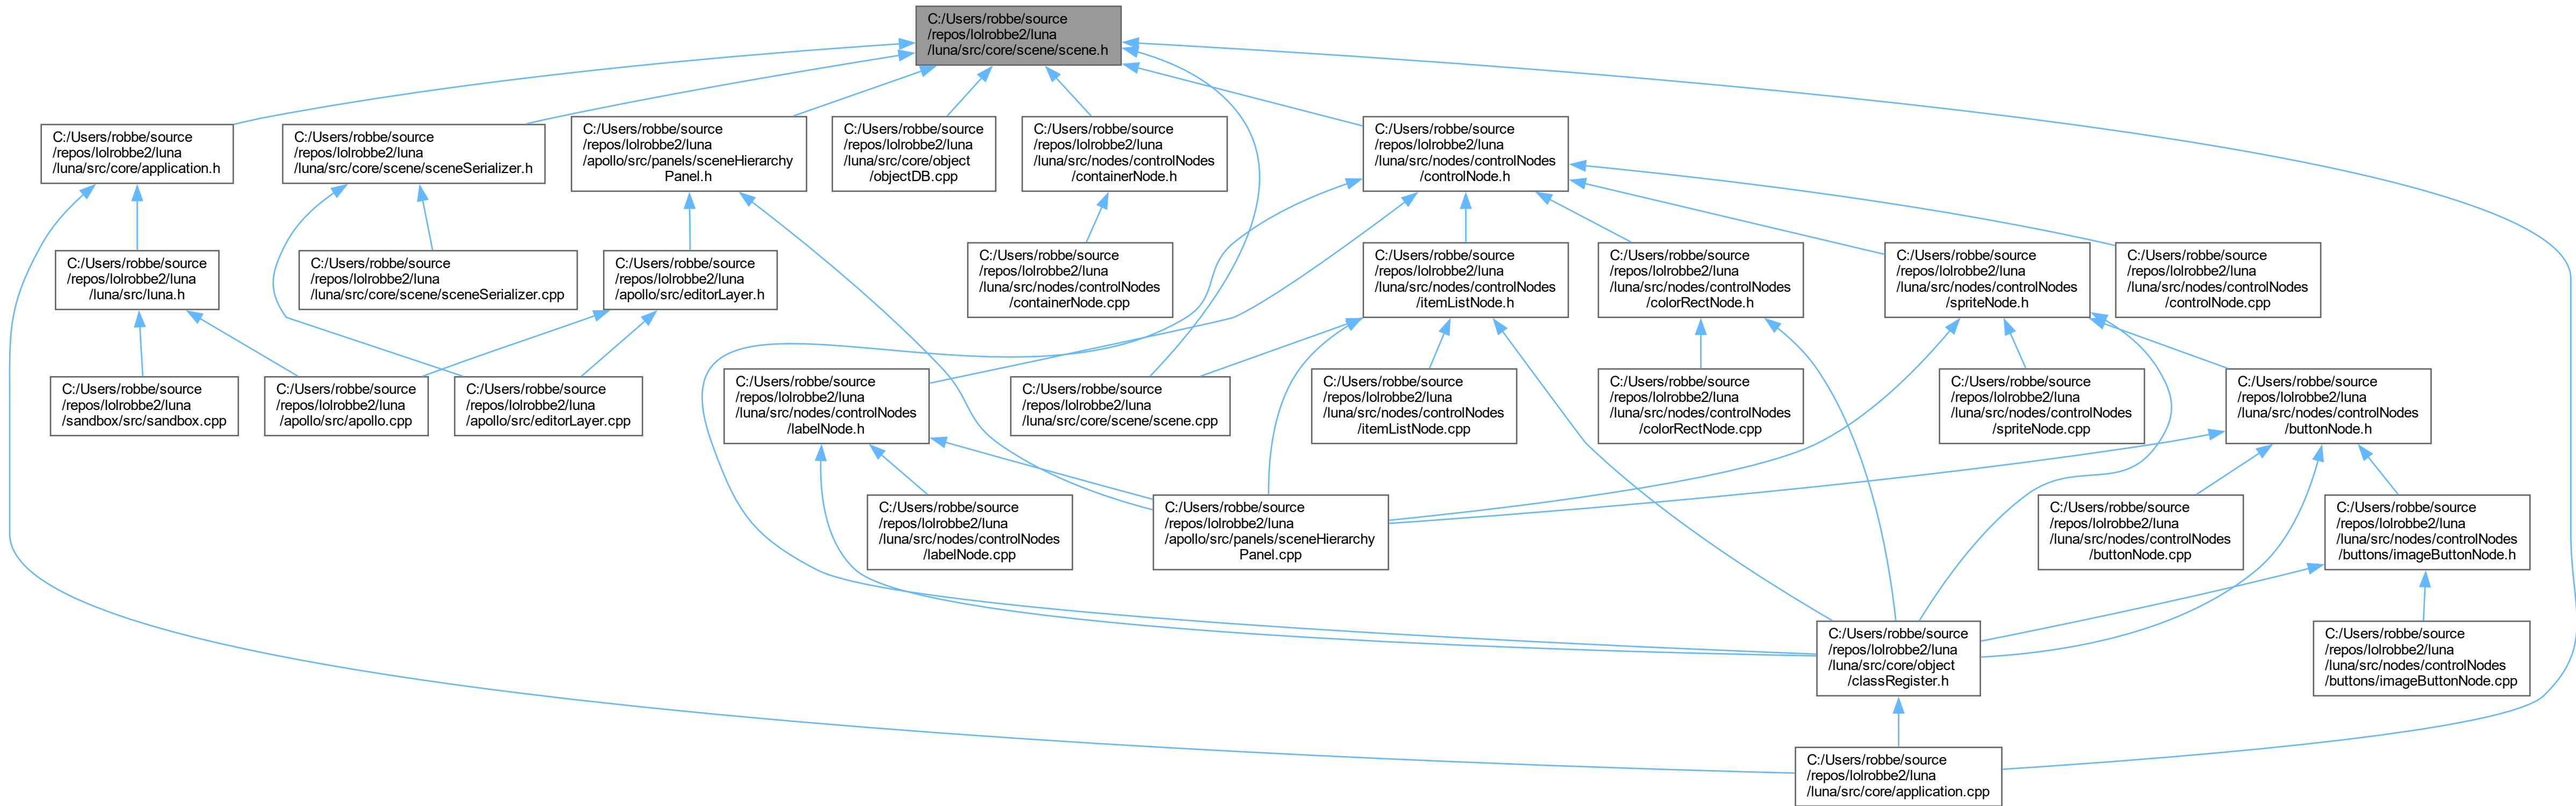 C:/Users/robbe/source
/repos/lolrobbe2/luna
/luna/src/core/scene/scene.h
C:/Users/robbe/source
/repos/lolrobbe2/luna
/luna/src/core/application.h
C:/Users/robbe/source
/repos/lolrobbe2/luna
/luna/src/core/scene/sceneSerializer.h
C:/Users/robbe/source
/repos/lolrobbe2/luna
/apollo/src/panels/sceneHierarchy
Panel.h
C:/Users/robbe/source
/repos/lolrobbe2/luna
/luna/src/core/object
/objectDB.cpp
C:/Users/robbe/source
/repos/lolrobbe2/luna
/luna/src/nodes/controlNodes
/containerNode.h
C:/Users/robbe/source
/repos/lolrobbe2/luna
/luna/src/nodes/controlNodes
/controlNode.h
C:/Users/robbe/source
/repos/lolrobbe2/luna
/luna/src/luna.h
C:/Users/robbe/source
/repos/lolrobbe2/luna
/luna/src/core/scene/sceneSerializer.cpp
C:/Users/robbe/source
/repos/lolrobbe2/luna
/apollo/src/editorLayer.h
C:/Users/robbe/source
/repos/lolrobbe2/luna
/luna/src/nodes/controlNodes
/containerNode.cpp
C:/Users/robbe/source
/repos/lolrobbe2/luna
/luna/src/nodes/controlNodes
/itemListNode.h
C:/Users/robbe/source
/repos/lolrobbe2/luna
/luna/src/nodes/controlNodes
/colorRectNode.h
C:/Users/robbe/source
/repos/lolrobbe2/luna
/luna/src/nodes/controlNodes
/spriteNode.h
C:/Users/robbe/source
/repos/lolrobbe2/luna
/luna/src/nodes/controlNodes
/controlNode.cpp
C:/Users/robbe/source
/repos/lolrobbe2/luna
/sandbox/src/sandbox.cpp
C:/Users/robbe/source
/repos/lolrobbe2/luna
/apollo/src/apollo.cpp
C:/Users/robbe/source
/repos/lolrobbe2/luna
/apollo/src/editorLayer.cpp
C:/Users/robbe/source
/repos/lolrobbe2/luna
/luna/src/nodes/controlNodes
/labelNode.h
C:/Users/robbe/source
/repos/lolrobbe2/luna
/luna/src/core/scene/scene.cpp
C:/Users/robbe/source
/repos/lolrobbe2/luna
/luna/src/nodes/controlNodes
/itemListNode.cpp
C:/Users/robbe/source
/repos/lolrobbe2/luna
/luna/src/nodes/controlNodes
/colorRectNode.cpp
C:/Users/robbe/source
/repos/lolrobbe2/luna
/luna/src/nodes/controlNodes
/spriteNode.cpp
C:/Users/robbe/source
/repos/lolrobbe2/luna
/luna/src/nodes/controlNodes
/buttonNode.h
C:/Users/robbe/source
/repos/lolrobbe2/luna
/luna/src/nodes/controlNodes
/labelNode.cpp
C:/Users/robbe/source
/repos/lolrobbe2/luna
/apollo/src/panels/sceneHierarchy
Panel.cpp
C:/Users/robbe/source
/repos/lolrobbe2/luna
/luna/src/nodes/controlNodes
/buttonNode.cpp
C:/Users/robbe/source
/repos/lolrobbe2/luna
/luna/src/nodes/controlNodes
/buttons/imageButtonNode.h
C:/Users/robbe/source
/repos/lolrobbe2/luna
/luna/src/core/object
/classRegister.h
C:/Users/robbe/source
/repos/lolrobbe2/luna
/luna/src/nodes/controlNodes
/buttons/imageButtonNode.cpp
C:/Users/robbe/source
/repos/lolrobbe2/luna
/luna/src/core/application.cpp